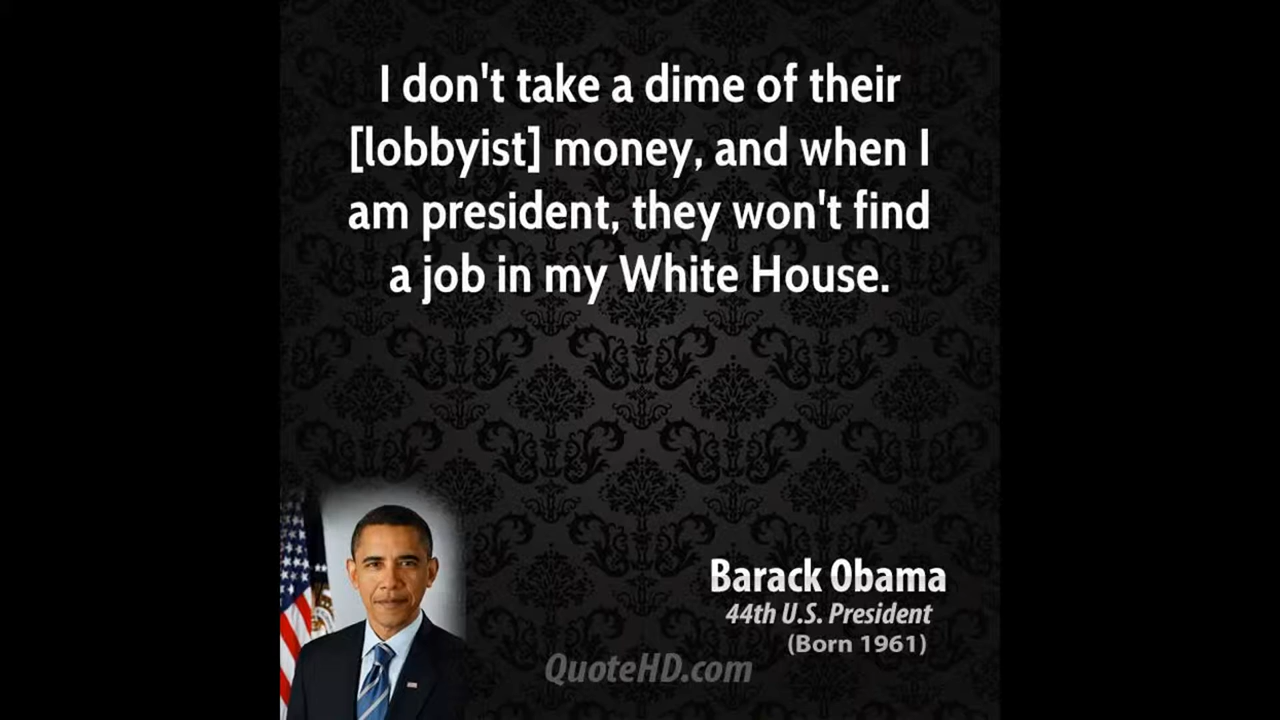 I don't take a dime of their
[lobbyist] money, and when I
am president, they won't find
a job in my White House.
Barack Obama
44th U.S. President
(Born 1961)
QuoteHD.com